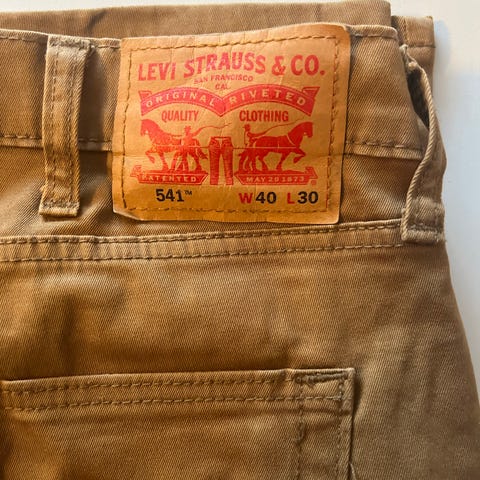 LEVI STRAUSS & CO.
SAN FRANCISCO
CAL.
ORIGINAL RIVETED
QUALITY CLOTHING
PATENTED MAY 20 1873
541™ W40 L30